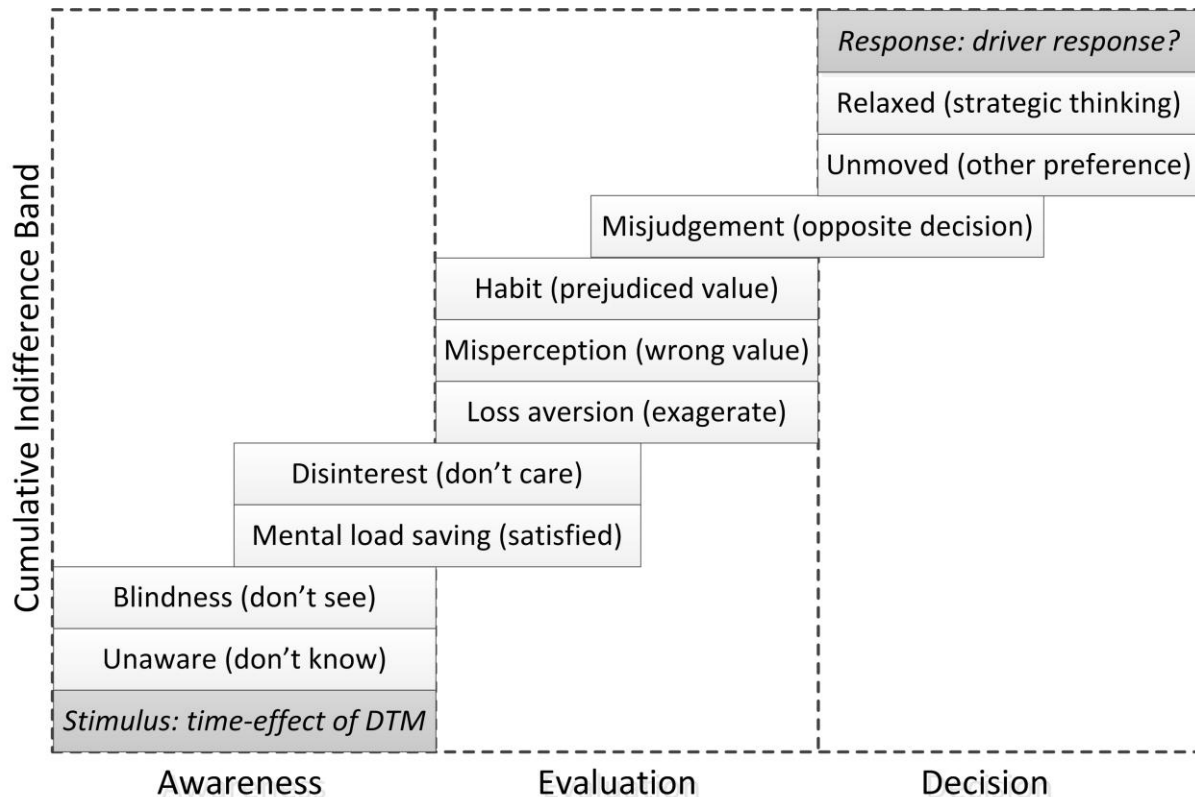 Response: driver response?
Relaxed (strategic thinking)
Unmoved (other preference)
Misjudgement (opposite decision)
Habit (prejudiced value)
Misperception (wrong value)
Loss aversion (exagerate)
Disinterest (don't care)
Mental load saving (satisfied)
Blindness (don't see)
Unaware (don't know)
Stimulus: time-effect of DTM
Cumulative Indifference Band
Awareness
Evaluation
Decision